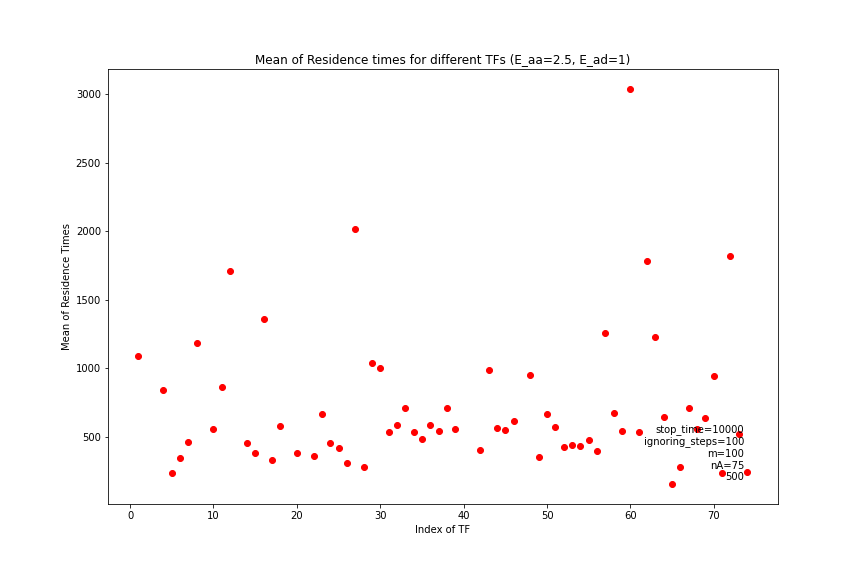 Mean of Residence times for different TFs (E_aa=2.5, E_ad=1)
3000
2500
2000
1500
1000
500
Mean of Residence Times
stop_time=10000
ignoring_steps=100
m=100
nA=75
500
0 10 20 30 40 50 60 70
Index of TF